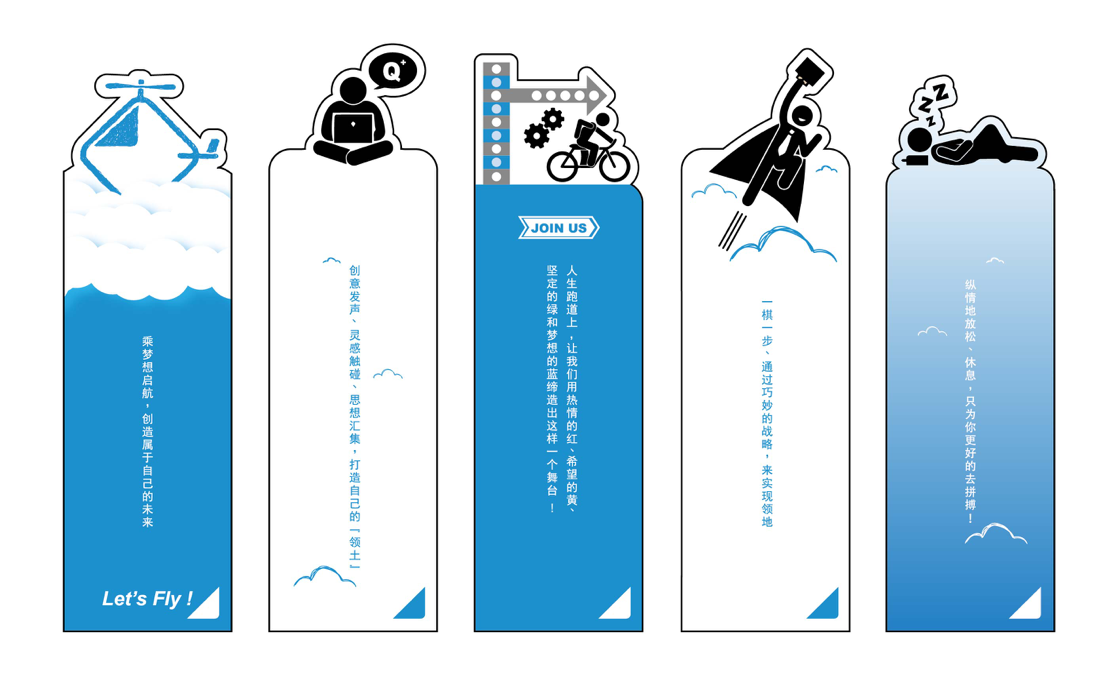 乘梦想启航，创造属于自己的未来
Let's Fly !
Q+
创意发声、灵感触碰、思想汇集，打造自己的「领土」
JOIN US
人生跑道上，让我们用热情的红、希望的黄、
坚定的绿和梦想的蓝缔造出这样一个舞台！
一棋一步、通过巧妙的战略，来实现领地
ZZZ
纵情地放松、休息，只为你更好的去拼搏！